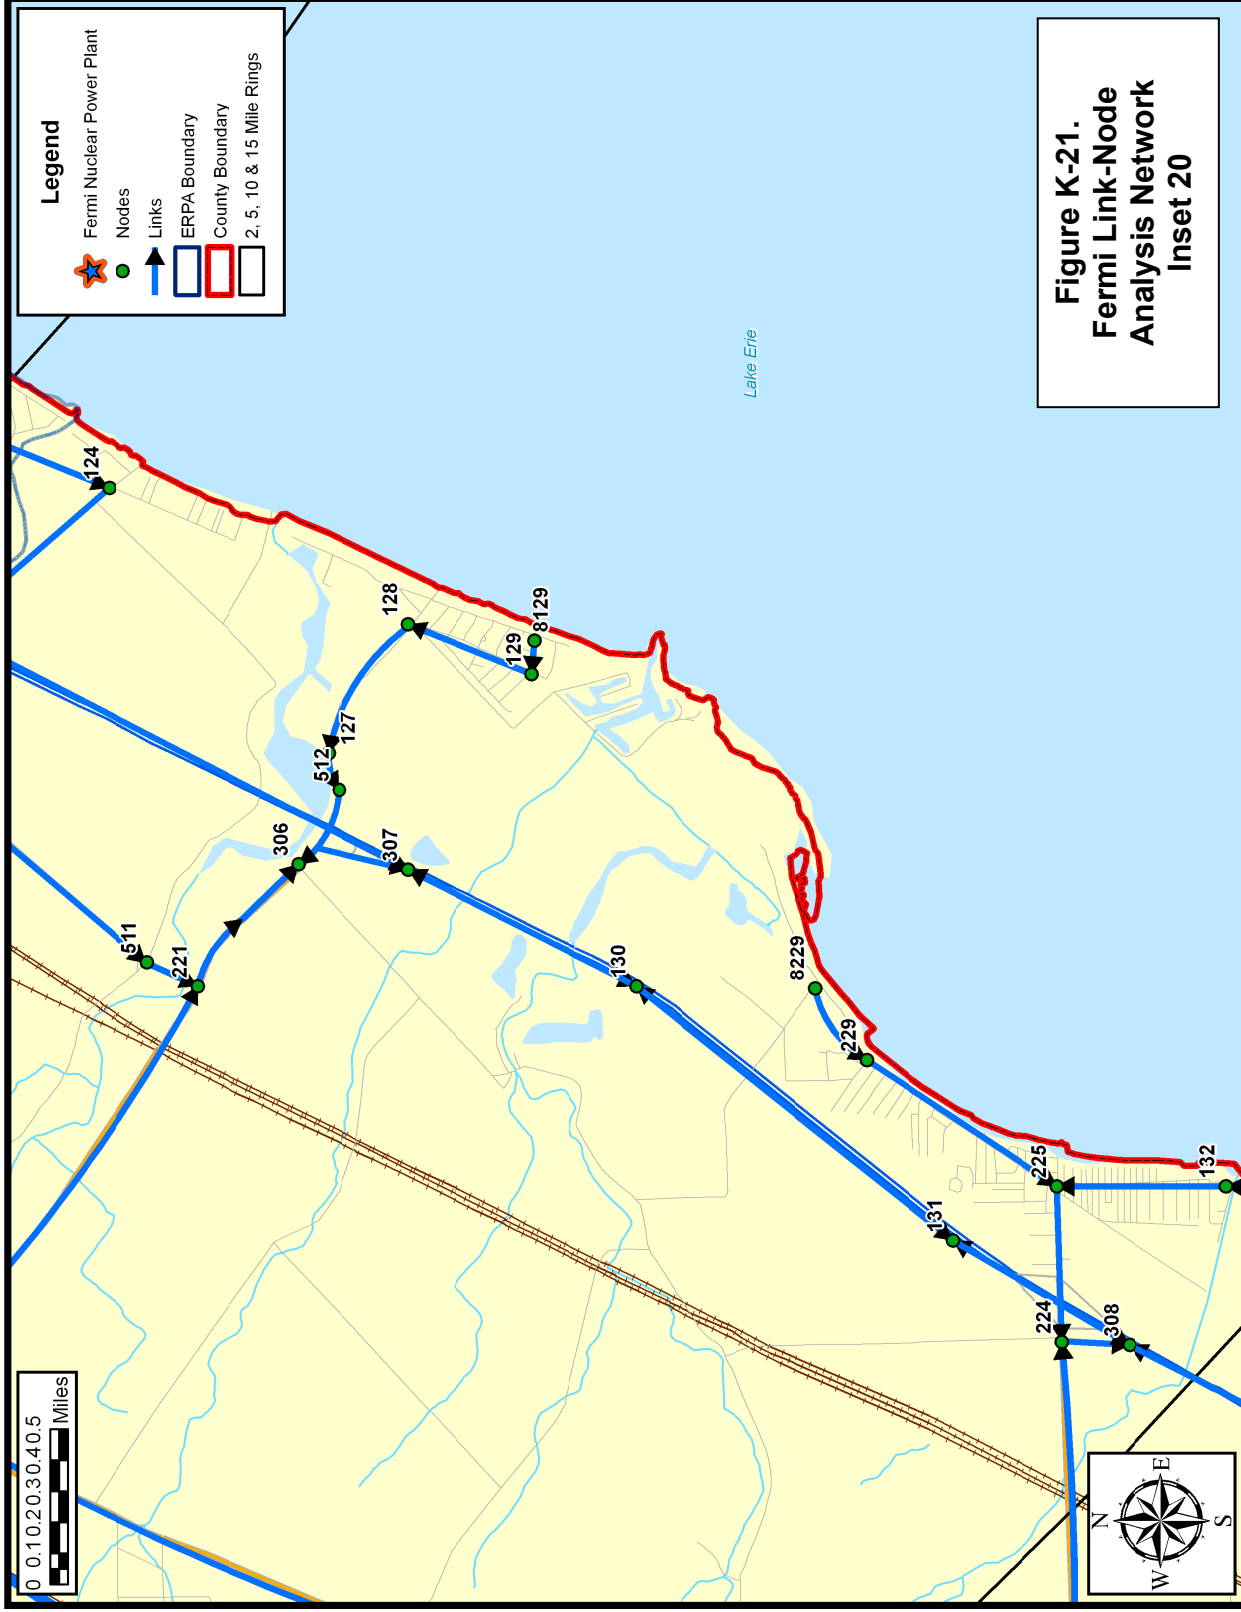 Legend
Fermi Nuclear Power Plant
Nodes
Links
ERPA Boundary
County Boundary
2, 5, 10 & 15 Mile Rings
124
128
8129
129
127
512
306
307
511
221
130
8229
229
Lake Erie
225
132
131
224
308
0 0.1 0.2 0.3 0.4 0.5
Miles
N
W
E
S
Figure K-21.
Fermi Link-Node
Analysis Network
Inset 20